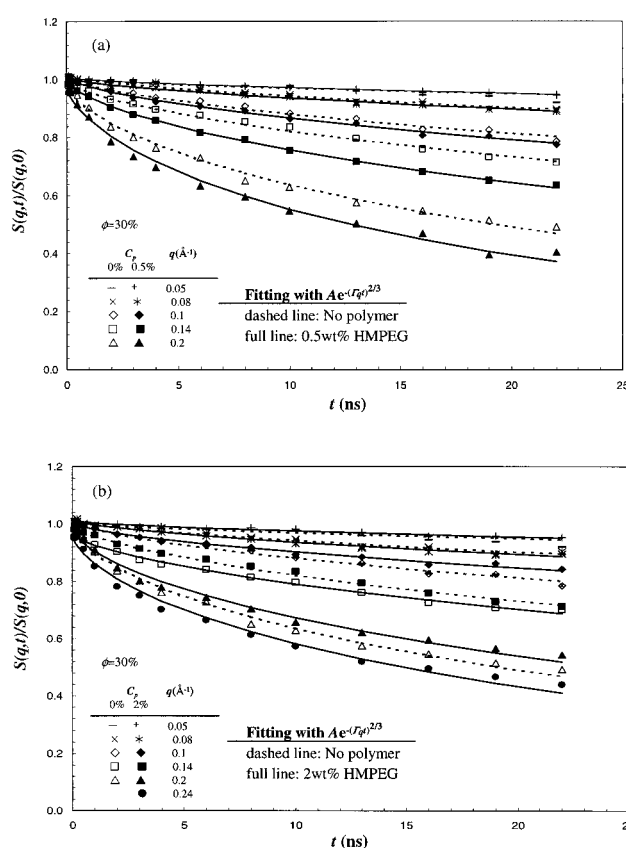 (a)
S(q,t)/S(q,0)
1.2
1.0
0.8
0.6
0.4
0.2
0.0
ϕ=30%
Cp q(Å⁻¹)
0% 0.5%
– + 0.05
× ∗ 0.08
◇ ◆ 0.1
□ ■ 0.14
△ ▲ 0.2
Fitting with Ae^-(Γqt)^2/3
dashed line: No polymer
full line: 0.5wt% HMPEG
0 5 10 15 20 25
t (ns)
(b)
S(q,t)/S(q,0)
1.2
1.0
0.8
0.6
0.4
0.2
0.0
ϕ=30%
Cp q(Å⁻¹)
0% 2%
– + 0.05
× ∗ 0.08
◇ ◆ 0.1
□ ■ 0.14
△ ▲ 0.2
● 0.24
Fitting with Ae^-(Γqt)^2/3
dashed line: No polymer
full line: 2wt% HMPEG
0 5 10 15 20 25
t (ns)